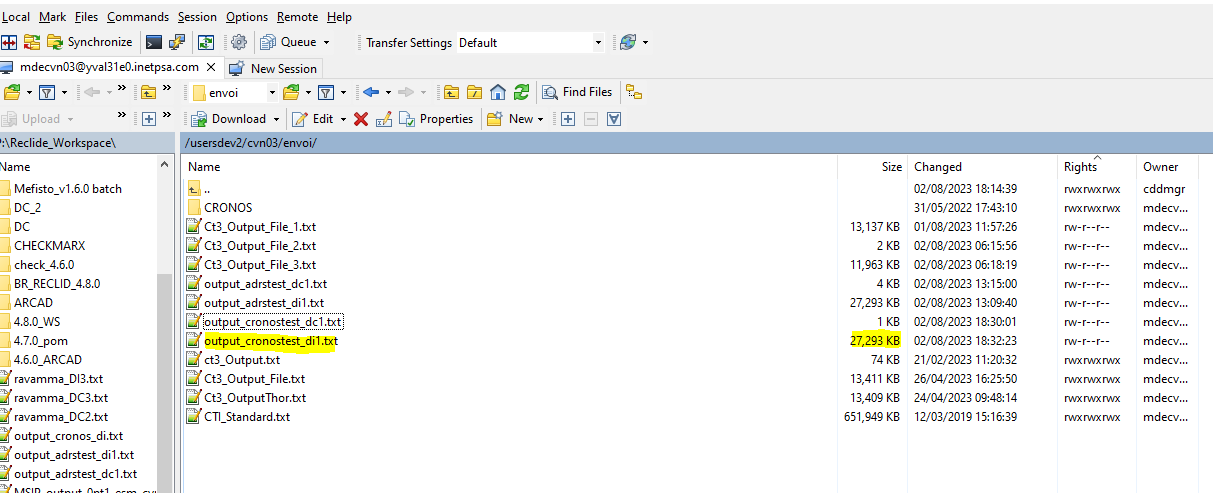 Local Mark Files Commands Session Options Remote Help
Synchronize Queue Transfer Settings Default
mdecvn03@yval31e0.inetpsa.com X New Session
envoi Find Files
Upload Download Edit Properties New
:\Reclide_Workspace\ /usersdev2/cvn03/envoi/
Name Name Size Changed Rights Owner
Mefisto_v1.6.0 batch .. 02/08/2023 18:14:39 rwxrwxrwx cddmgr
DC_2 CRONOS 31/05/2022 17:43:10 rwxrwxrwx mdecv...
DC Ct3_Output_File_1.txt 13,137 KB 01/08/2023 11:57:26 rw-r--r-- mdecv...
CHECKMARX Ct3_Output_File_2.txt 2 KB 02/08/2023 06:15:56 rw-r--r-- mdecv...
check_4.6.0 Ct3_Output_File_3.txt 11,963 KB 02/08/2023 06:18:19 rw-r--r-- mdecv...
BR_RECLID_4.8.0 output_adrstest_dc1.txt 4 KB 02/08/2023 13:15:00 rw-r--r-- mdecv...
ARCAD output_adrstest_di1.txt 27,293 KB 02/08/2023 13:09:40 rw-r--r-- mdecv...
4.8.0_WS output_cronostest_dc1.txt 1 KB 02/08/2023 18:30:01 rw-r--r-- mdecv...
4.7.0_pom output_cronostest_di1.txt 27,293 KB 02/08/2023 18:32:23 rw-r--r-- mdecv...
4.6.0_ARCAD ct3_Output.txt 74 KB 21/02/2023 11:20:32 rwxrwxrwx mdecv...
ravamma_DI3.txt Ct3_Output_File.txt 13,411 KB 26/04/2023 16:25:50 rwxrwxrwx mdecv...
ravamma_DC3.txt Ct3_OutputThor.txt 13,409 KB 24/04/2023 09:48:14 rwxrwxrwx mdecv...
ravamma_DC2.txt CTI_Standard.txt 651,949 KB 12/03/2019 15:16:39 rwxrwxrwx mdecv...
output_cronos_di.txt
output_adrstest_di1.txt
output_adrstest_dc1.txt